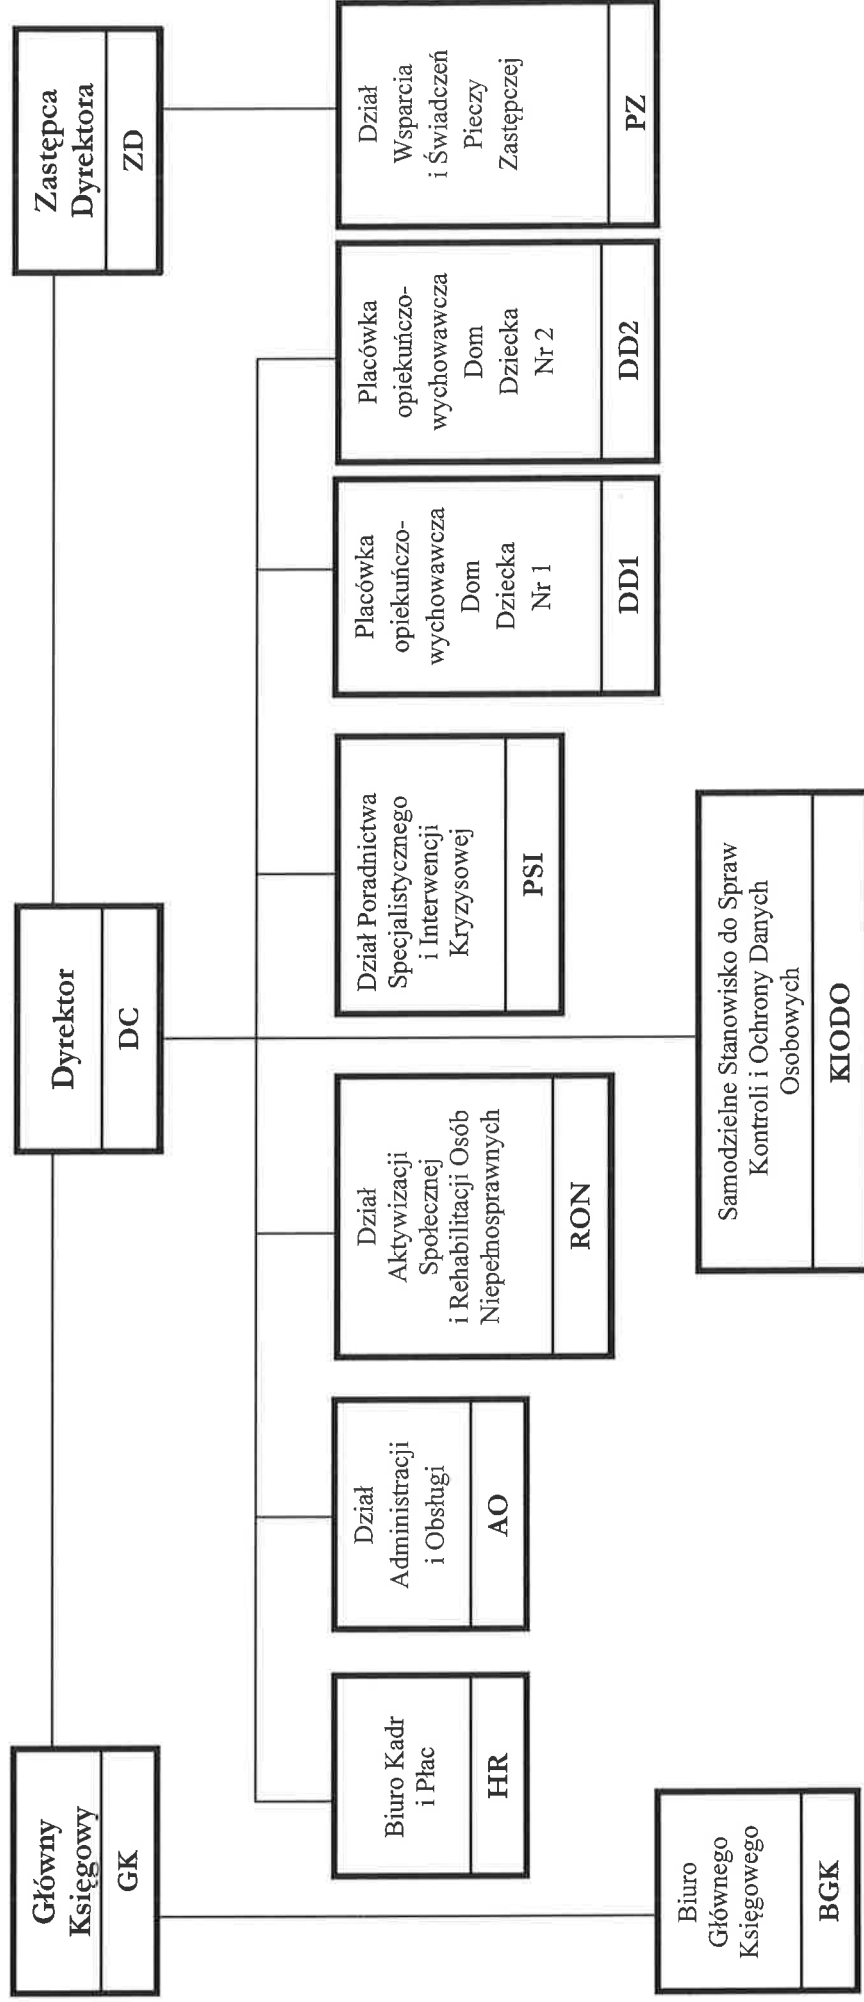 Główny
Księgowy
GK
Dyrektor
DC
Zastępca
Dyrektora
ZD
Biuro Kadr
i Płac
HR
Dział
Administracji
i Obsługi
AO
Dział
Aktywizacji
Społecznej
i Rehabilitacji Osób
Niepełnosprawnych
RON
Dział Poradnictwa
Specjalistycznego
i Interwencji
Kryzysowej
PSI
Placówka
opiekuńczo-
wychowawcza
Dom
Dziecka
Nr 1
DD1
Placówka
opiekuńczo-
wychowawcza
Dom
Dziecka
Nr 2
DD2
Dział
Wsparcia
i Świadczeń
Pieczy
Zastępczej
PZ
Biuro
Głównego
Księgowego
BGK
Samodzielne Stanowisko do Spraw
Kontroli i Ochrony Danych
Osobowych
KIODO